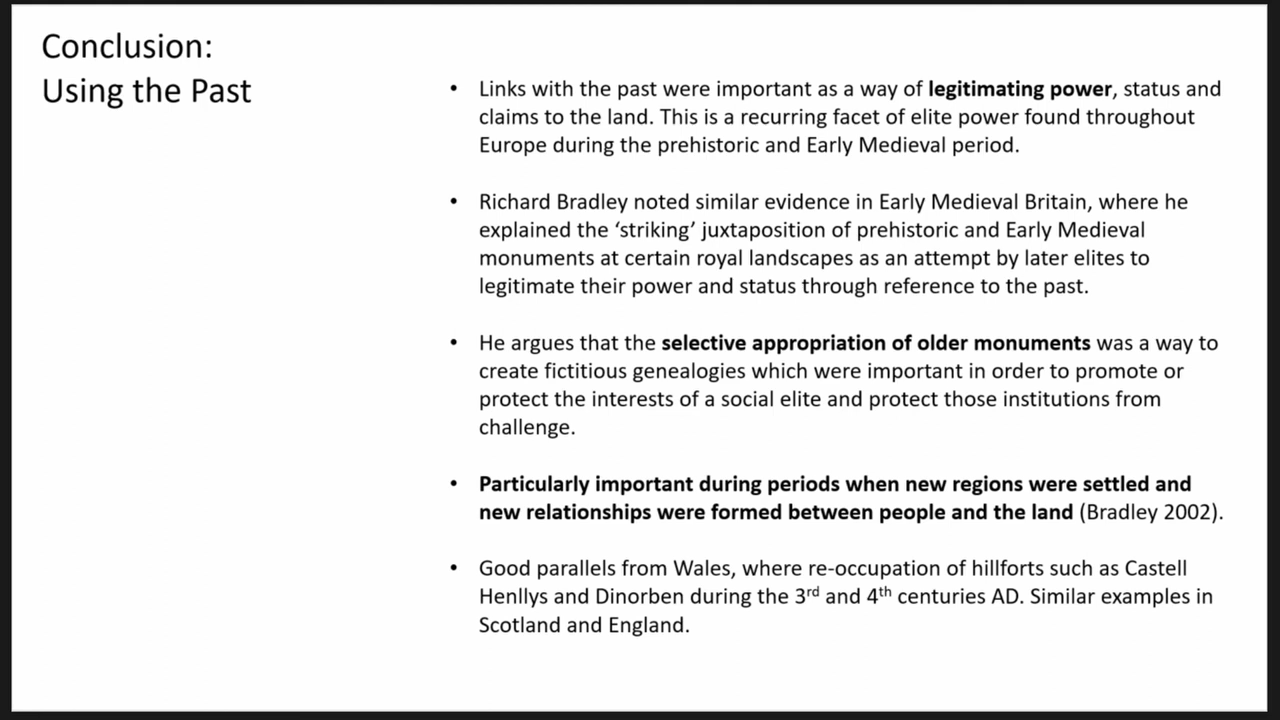 Conclusion:
Using the Past
• Links with the past were important as a way of legitimating power, status and
claims to the land. This is a recurring facet of elite power found throughout
Europe during the prehistoric and Early Medieval period.
• Richard Bradley noted similar evidence in Early Medieval Britain, where he
explained the ‘striking’ juxtaposition of prehistoric and Early Medieval
monuments at certain royal landscapes as an attempt by later elites to
legitimate their power and status through reference to the past.
• He argues that the selective appropriation of older monuments was a way to
create fictitious genealogies which were important in order to promote or
protect the interests of a social elite and protect those institutions from
challenge.
• Particularly important during periods when new regions were settled and
new relationships were formed between people and the land (Bradley 2002).
• Good parallels from Wales, where re-occupation of hillforts such as Castell
Henllys and Dinorben during the 3rd and 4th centuries AD. Similar examples in
Scotland and England.